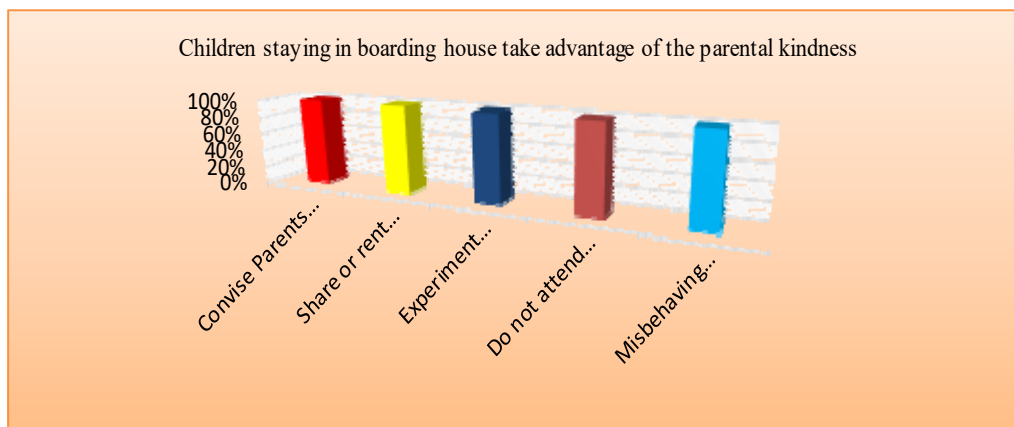 Children staying in boarding house take advantage of the parental kindness
100%
80%
60%
40%
20%
0%
Convise Parents...
Share or rent...
Experiment...
Do not attend...
Misbehaving...